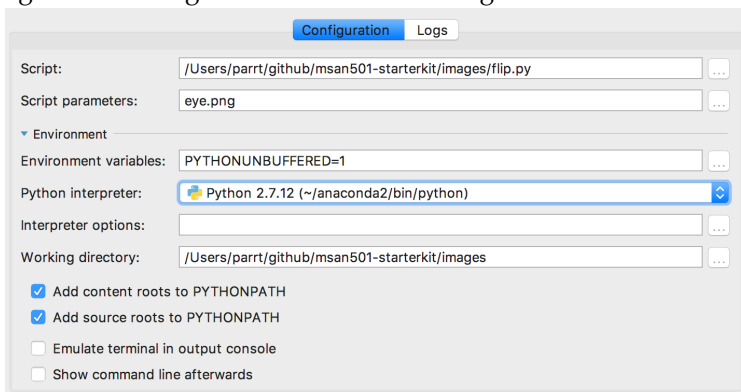 Configuration Logs
Script: /Users/parrt/github/msan501-starterkit/images/flip.py ...
Script parameters: eye.png ...
Environment
Environment variables: PYTHONUNBUFFERED=1 ...
Python interpreter: Python 2.7.12 (~/anaconda2/bin/python)
Interpreter options: ...
Working directory: /Users/parrt/github/msan501-starterkit/images ...
Add content roots to PYTHONPATH
Add source roots to PYTHONPATH
Emulate terminal in output console
Show command line afterwards